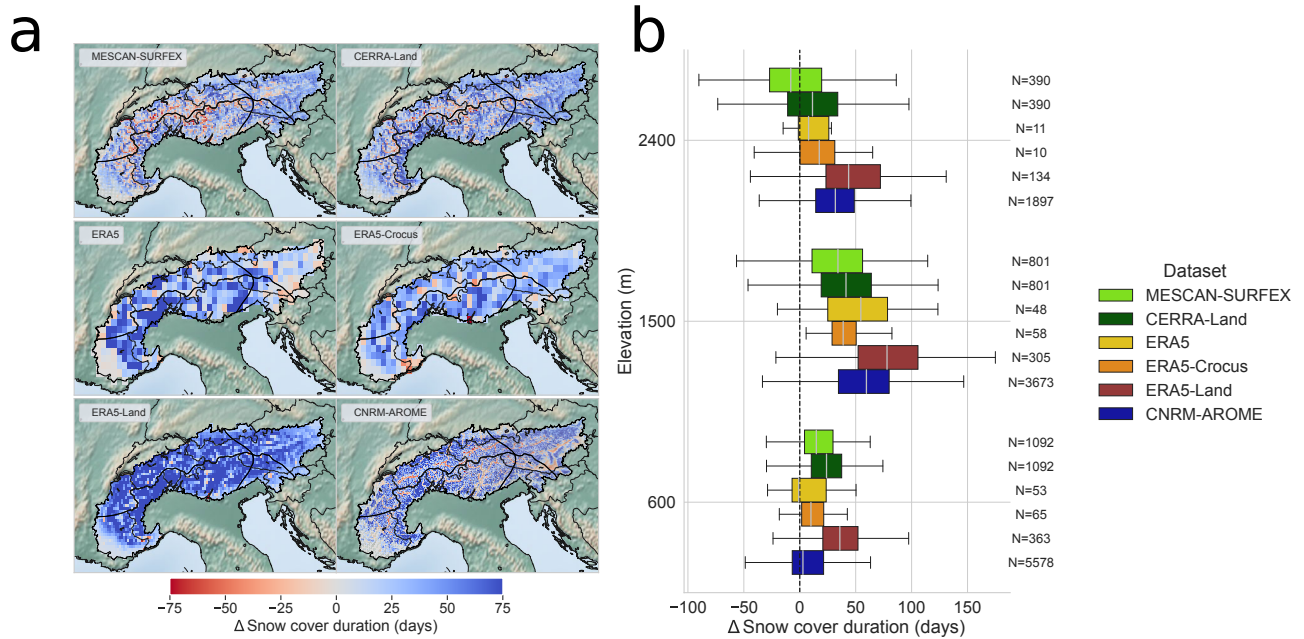 a
MESCAN-SURFEX
CERRA-Land
ERA5
ERA5-Crocus
ERA5-Land
CNRM-AROME
−75
−50
−25
0
25
50
75
Δ Snow cover duration (days)
b
Elevation (m)
2400
1500
600
N=390
N=390
N=11
N=10
N=134
N=1897
N=801
N=801
N=48
N=58
N=305
N=3673
N=1092
N=1092
N=53
N=65
N=363
N=5578
−100
−50
0
50
100
150
Δ Snow cover duration (days)
Dataset
MESCAN-SURFEX
CERRA-Land
ERA5
ERA5-Crocus
ERA5-Land
CNRM-AROME